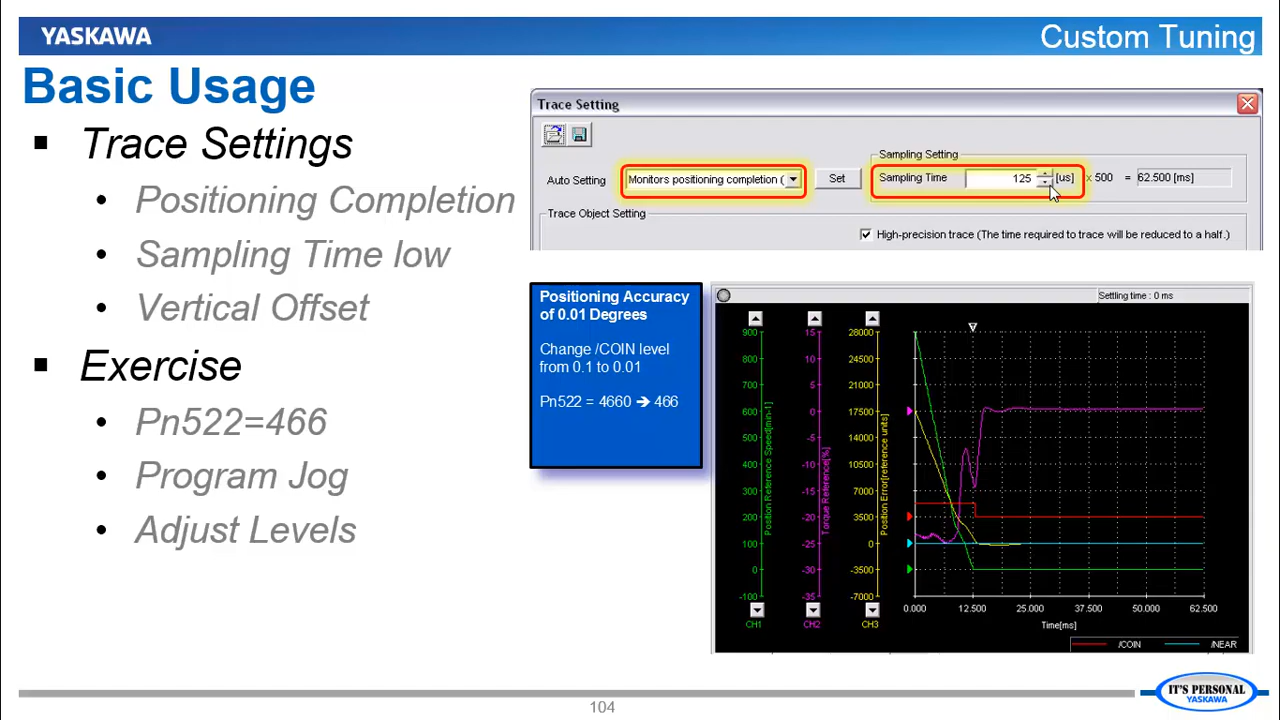 YASKAWA
Custom Tuning
Basic Usage
Trace Settings
Positioning Completion
Sampling Time low
Vertical Offset
Exercise
Pn522=466
Program Jog
Adjust Levels
Trace Setting
Auto Setting
Monitors positioning completion (
Set
Sampling Setting
Sampling Time
125
[us]
x 500 = 62.500 [ms]
Trace Object Setting
High-precision trace (The time required to trace will be reduced to a half.)
Positioning Accuracy
of 0.01 Degrees
Change /COIN level
from 0.1 to 0.01
Pn522 = 4660 ➔ 466
Settling time : 0 ms
900 15 28000
800 10 24500
700 5 21000
600 0 17500
500 -5 14000
400 -10 10500
300 -15 7000
200 -20 3500
100 -25 0
0 -30 -3500
-100 -35 -7000
Position Reference Speed[min-1]
Torque Reference[%]
Position Error[reference units]
CH1 CH2 CH3
0.000 12.500 25.000 37.500 50.000 62.500
Time[ms]
/COIN /NEAR
104
IT'S PERSONAL
YASKAWA